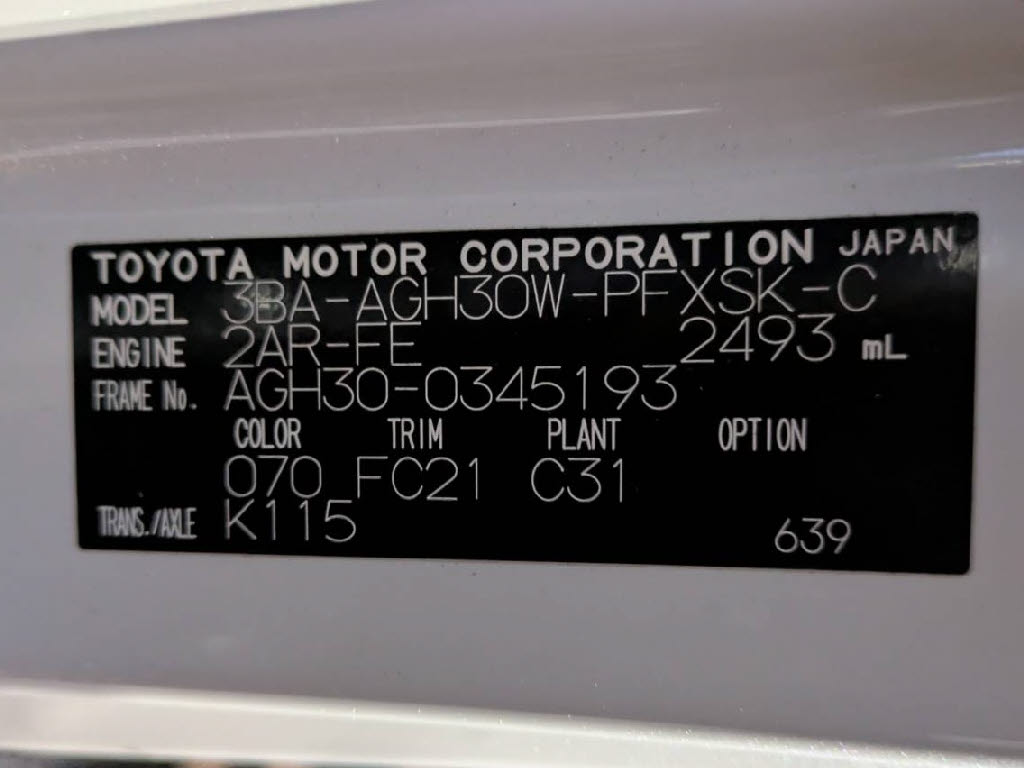 TOYOTA MOTOR CORPORATION JAPAN
MODEL 3BA-AGH30W-PFXSK-C
ENGINE 2AR-FE 2493 mL
FRAME No. AGH30-0345193
COLOR TRIM PLANT OPTION
070 FC21 C31
TRANS./AXLE K115 639